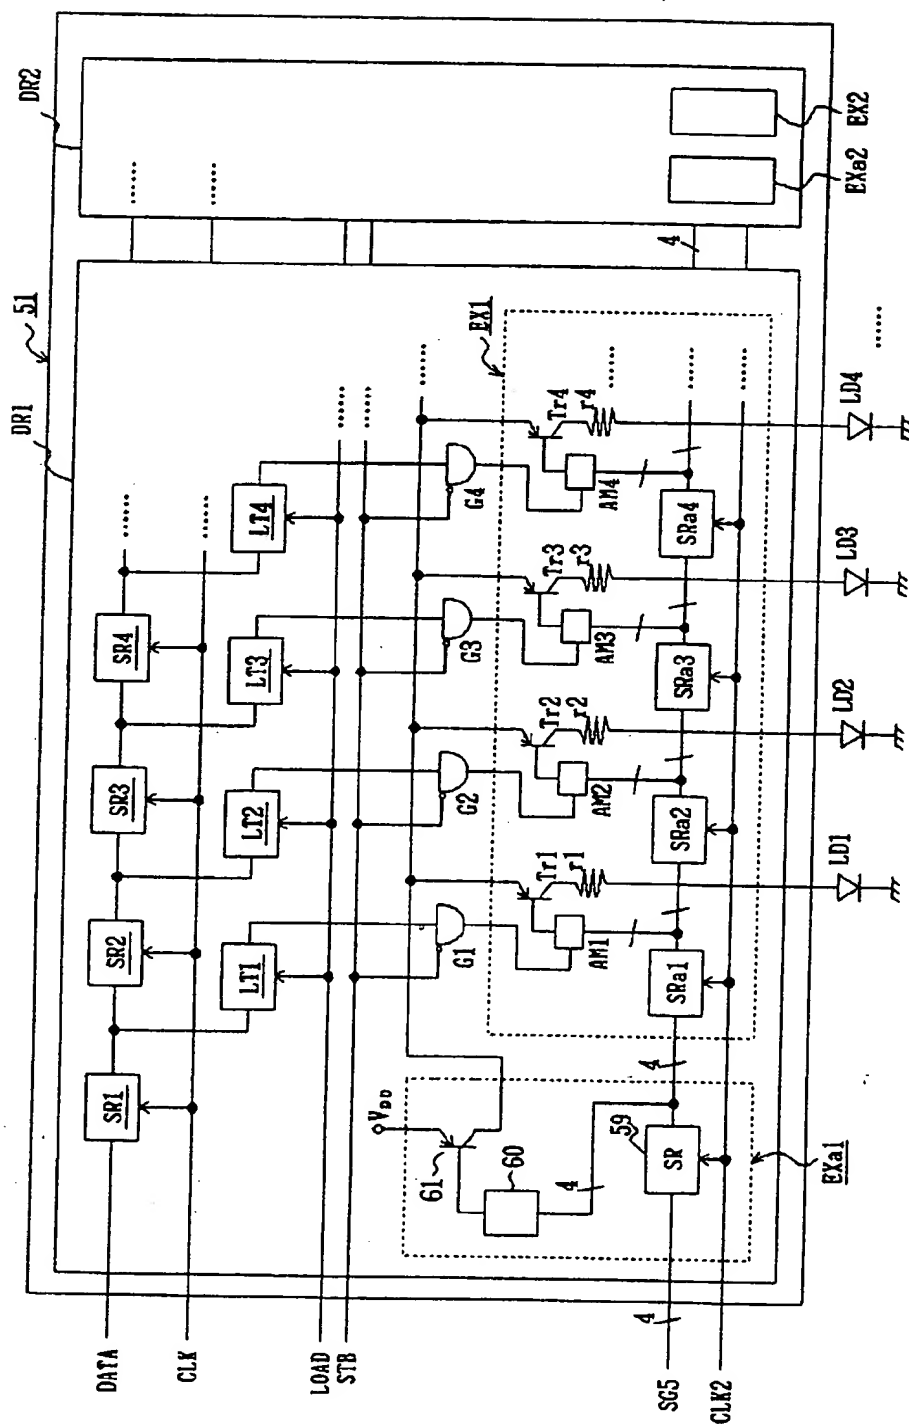 51
DR1
DR2
DATA
SR1
SR2
SR3
SR4
......
......
CLK
......
......
LT1
LT2
LT3
LT4
LOAD
......
STB
......
G1
G2
G3
G4
......
VDD
61
60
4
EX1
Tr1
r1
Tr2
r2
Tr3
r3
Tr4
r4
......
AM1
AM2
AM3
AM4
59
SR
4
SRa1
SRa2
SRa3
SRa4
......
4
SG5
4
CLK2
......
EXa1
EXa2
EX2
LD1
LD2
LD3
LD4
......